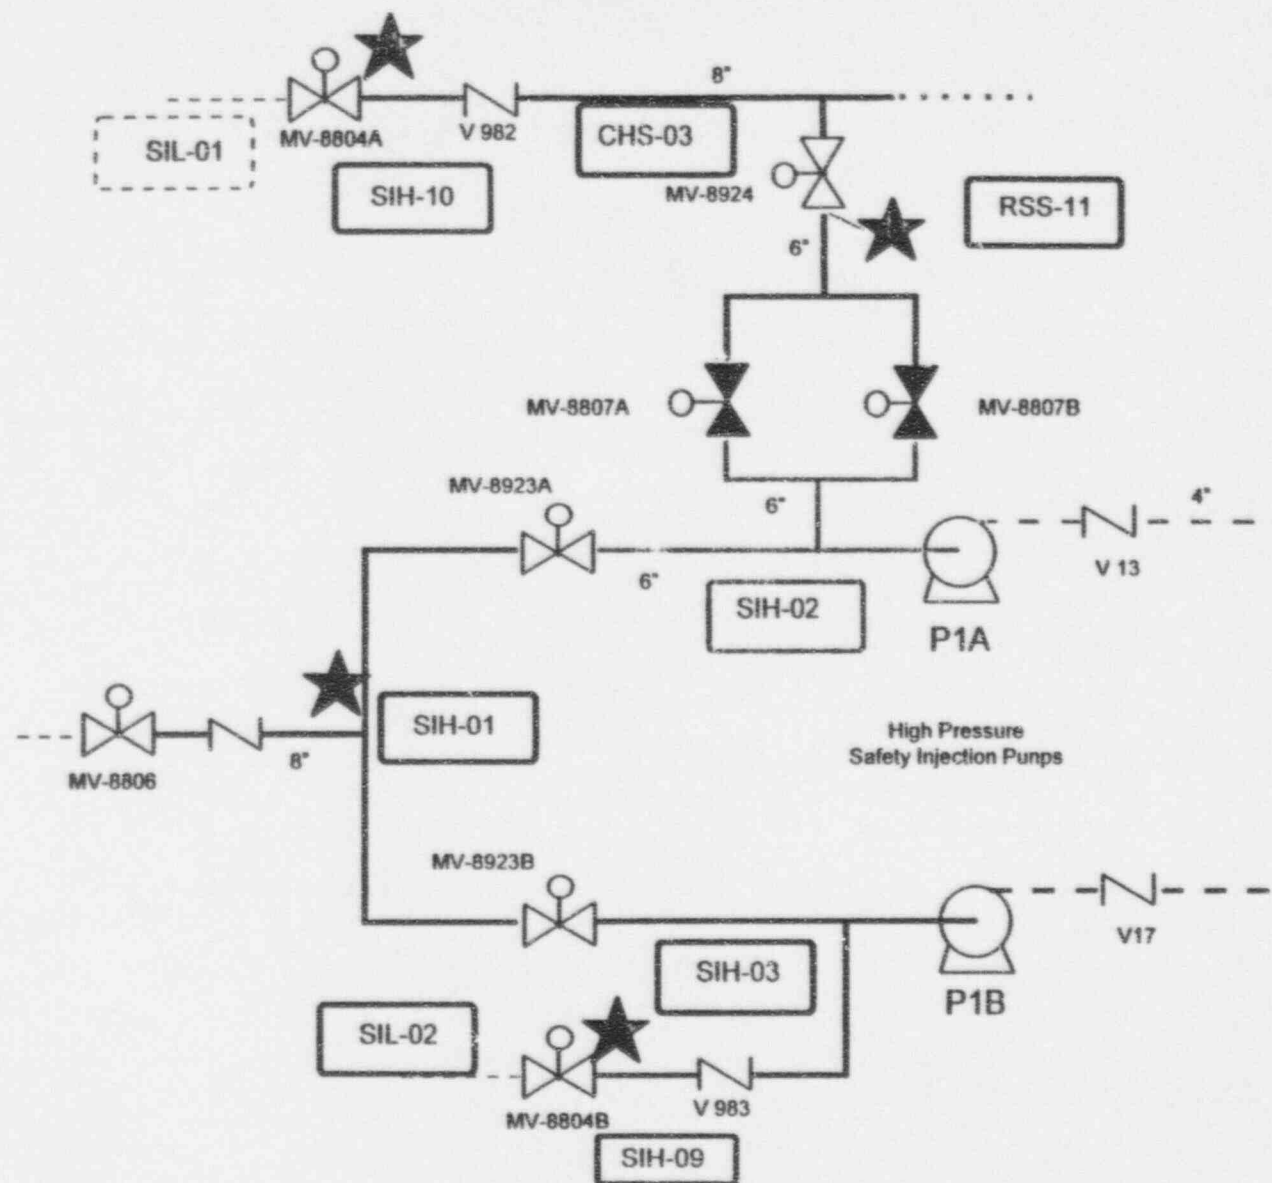 8"
MV-8804A
V 982
CHS-03
SIL-01
SIH-10
MV-8924
RSS-11
6"
MV-8807A
MV-8807B
MV-8923A
6"
4"
6"
V 13
SIH-02
P1A
SIH-01
High Pressure
Safety Injection Punps
8"
MV-8806
MV-8923B
V17
SIH-03
P1B
SIL-02
MV-8804B
V 983
SIH-09